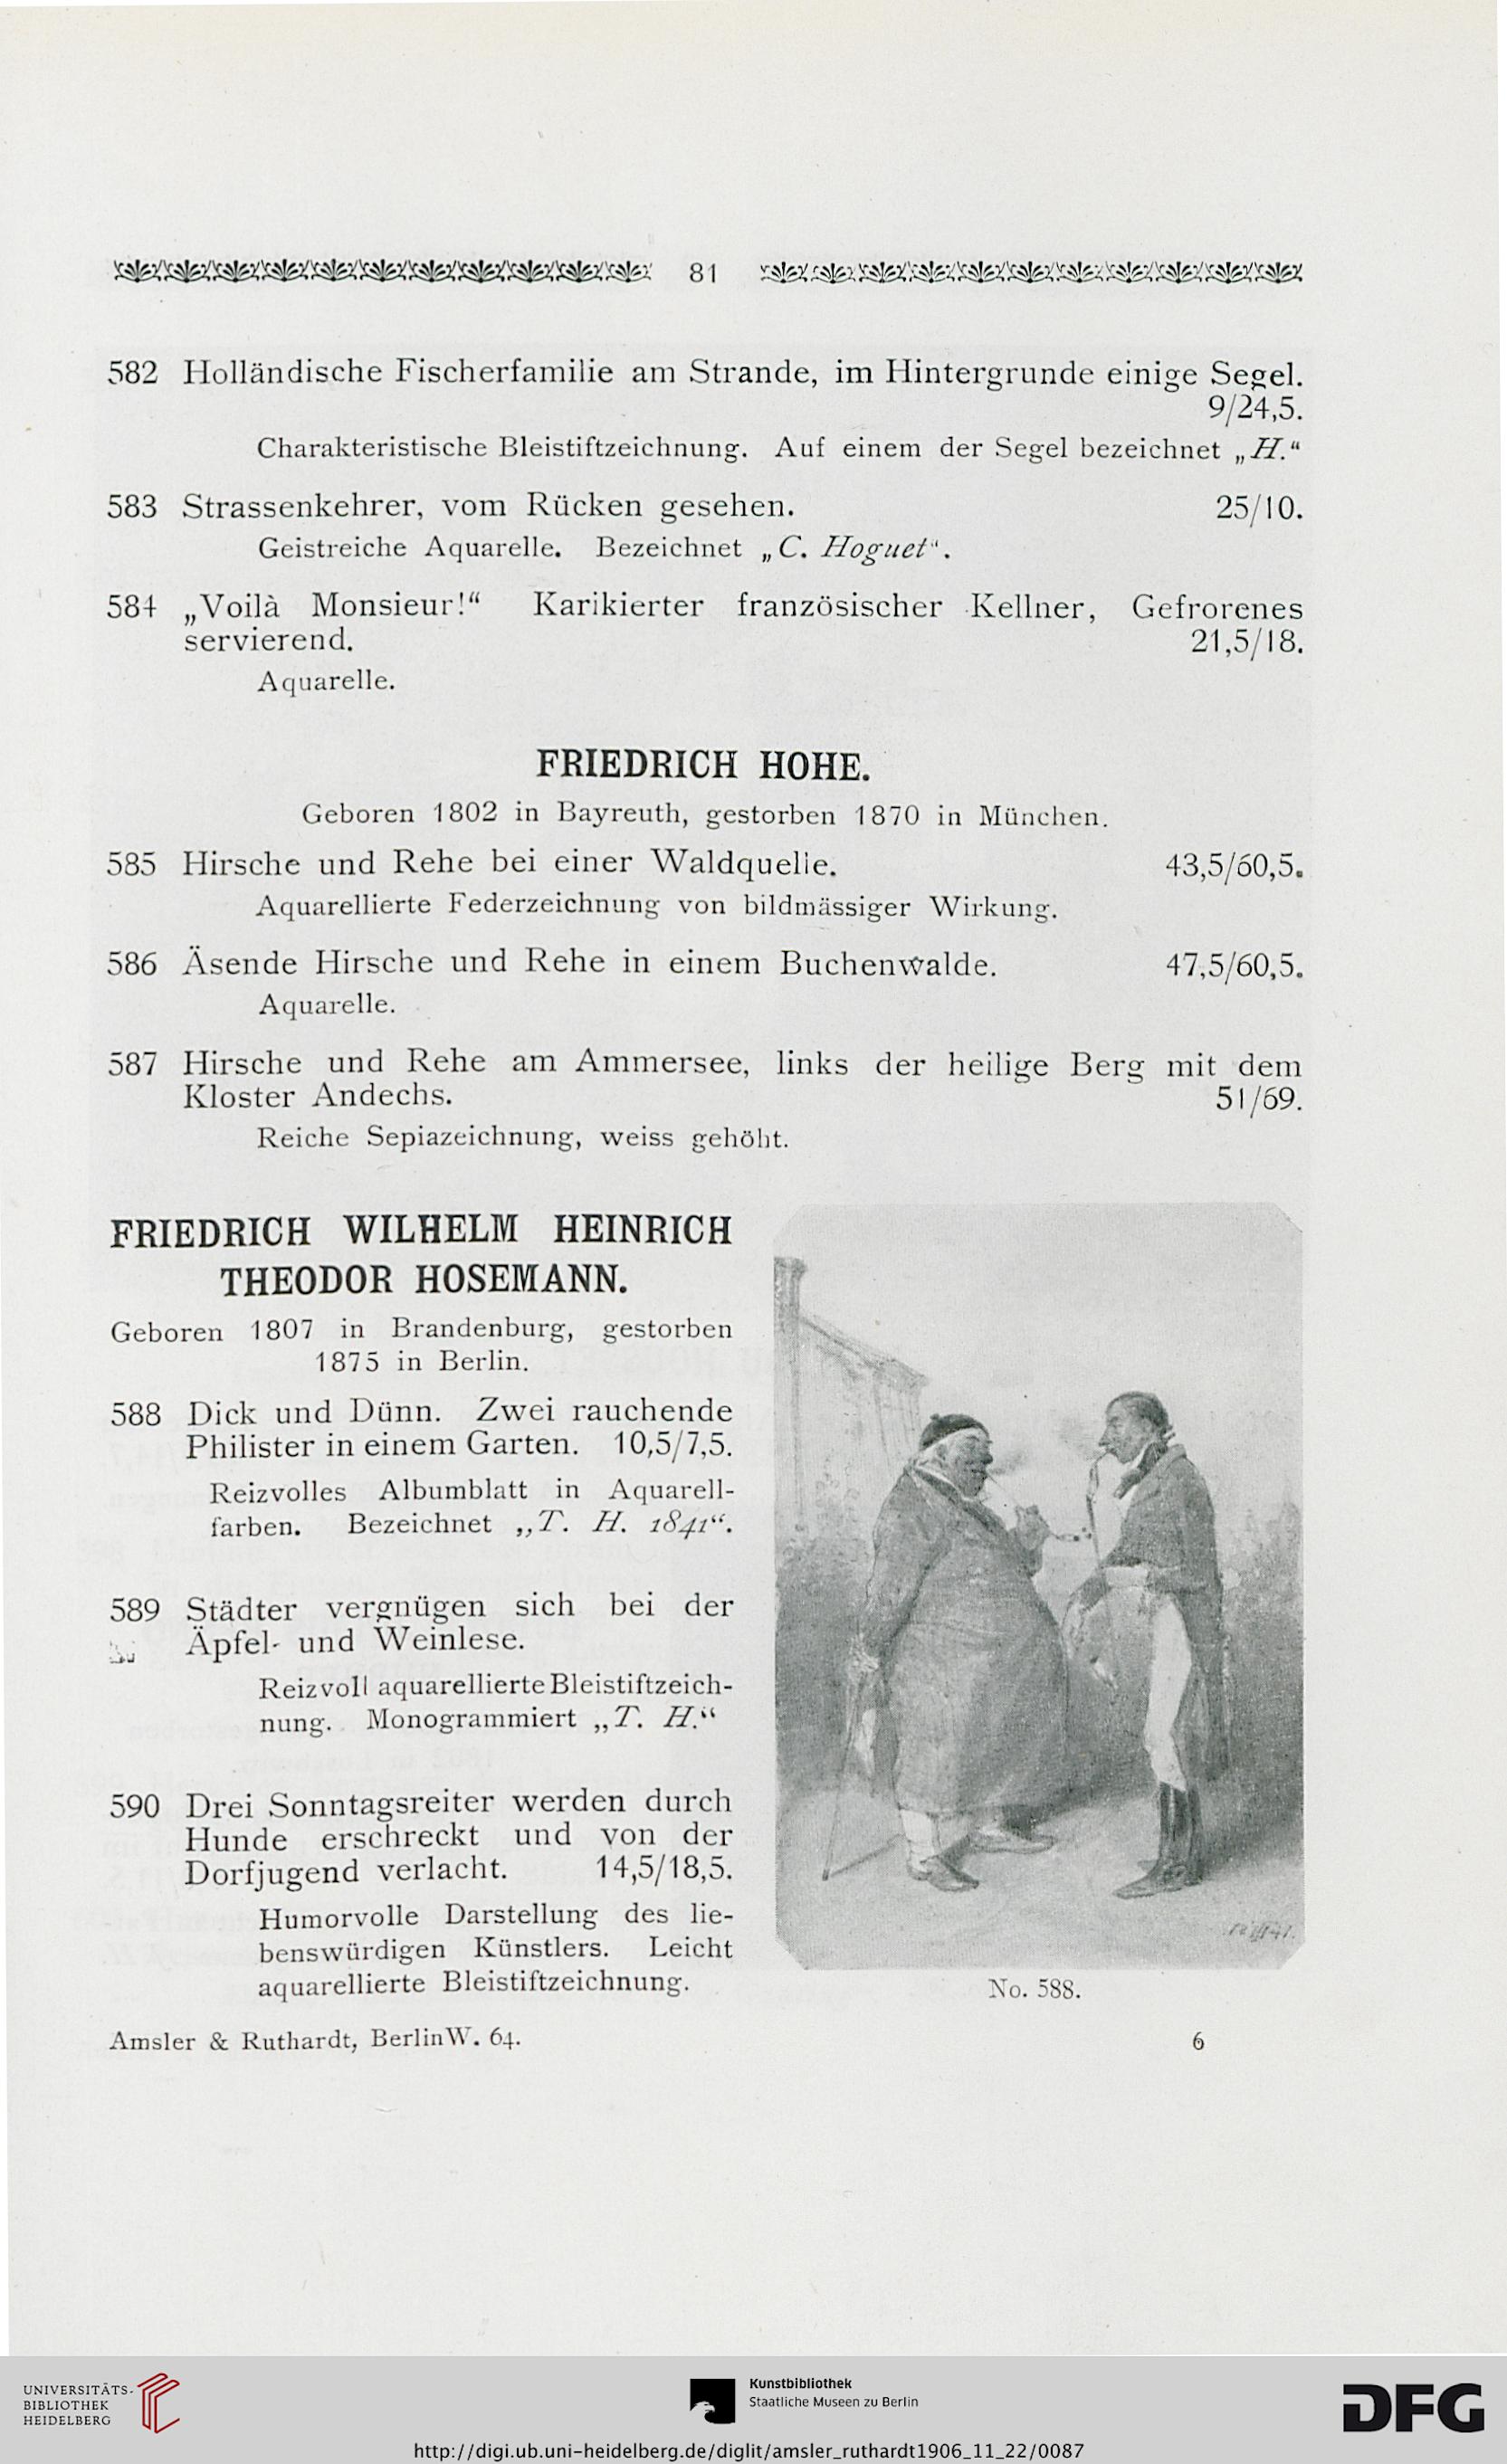 81
582 Holländische Fischerfamilie am Strande, im Hintergrunde einige Segel.
9/24,5.
Charakteristische Bleistiftzeichnung. Auf einem der Segel bezeichnet „H.“
583 Strassenkehrer, vom Rücken gesehen. 25/10.
Geistreiche Aquarelle. Bezeichnet „C. Hoguet“.
584 „Voilà Monsieur!“ Karikierter französischer Kellner, Gefrorenes
servierend. 21,5/18.
Aquarelle.
FRIEDRICH HOHE.
Geboren 1802 in Bayreuth, gestorben 1870 in München.
585 Hirsche und Rehe bei einer Waldquelle. 43,5/60,5.
Aquarellierte Federzeichnung von bildmässiger Wirkung.
586 Äsende Hirsche und Rehe in einem Buchenwalde. 47,5/60,5.
Aquarelle.
587 Hirsche und Rehe am Ammersee, links der heilige Berg mit dem
Kloster Andechs. 51/69.
Reiche Sepiazeichnung, weiss gehöht.
FRIEDRICH WILHELM HEINRICH
THEODOR HOSEMANN.
Geboren 1807 in Brandenburg, gestorben
1875 in Berlin.
588 Dick und Dünn. Zwei rauchende
Philister in einem Garten. 10,5/7,5.
Reizvolles Albumblatt in Aquarell-
farben. Bezeichnet „T. H. 1841“.
589 Städter vergnügen sich bei der
Äpfel- und Weinlese.
Reizvoll aquarellierte Bleistiftzeich-
nung. Monogrammiert „T. H.“
590 Drei Sonntagsreiter werden durch
Hunde erschreckt und von der
Dorfjugend verlacht. 14,5/18,5.
Humorvolle Darstellung des lie-
benswürdigen Künstlers. Leicht
aquarellierte Bleistiftzeichnung.
No. 588.
Amsler & Ruthardt, Berlin W. 64. 6
UNIVERSITÄTS-
BIBLIOTHEK
HEIDELBERG
Kunstbibliothek
Staatliche Museen zu Berlin
DFG
http://digi.ub.uni-heidelberg.de/diglit/amsler_ruthardt1906_11_22/0087